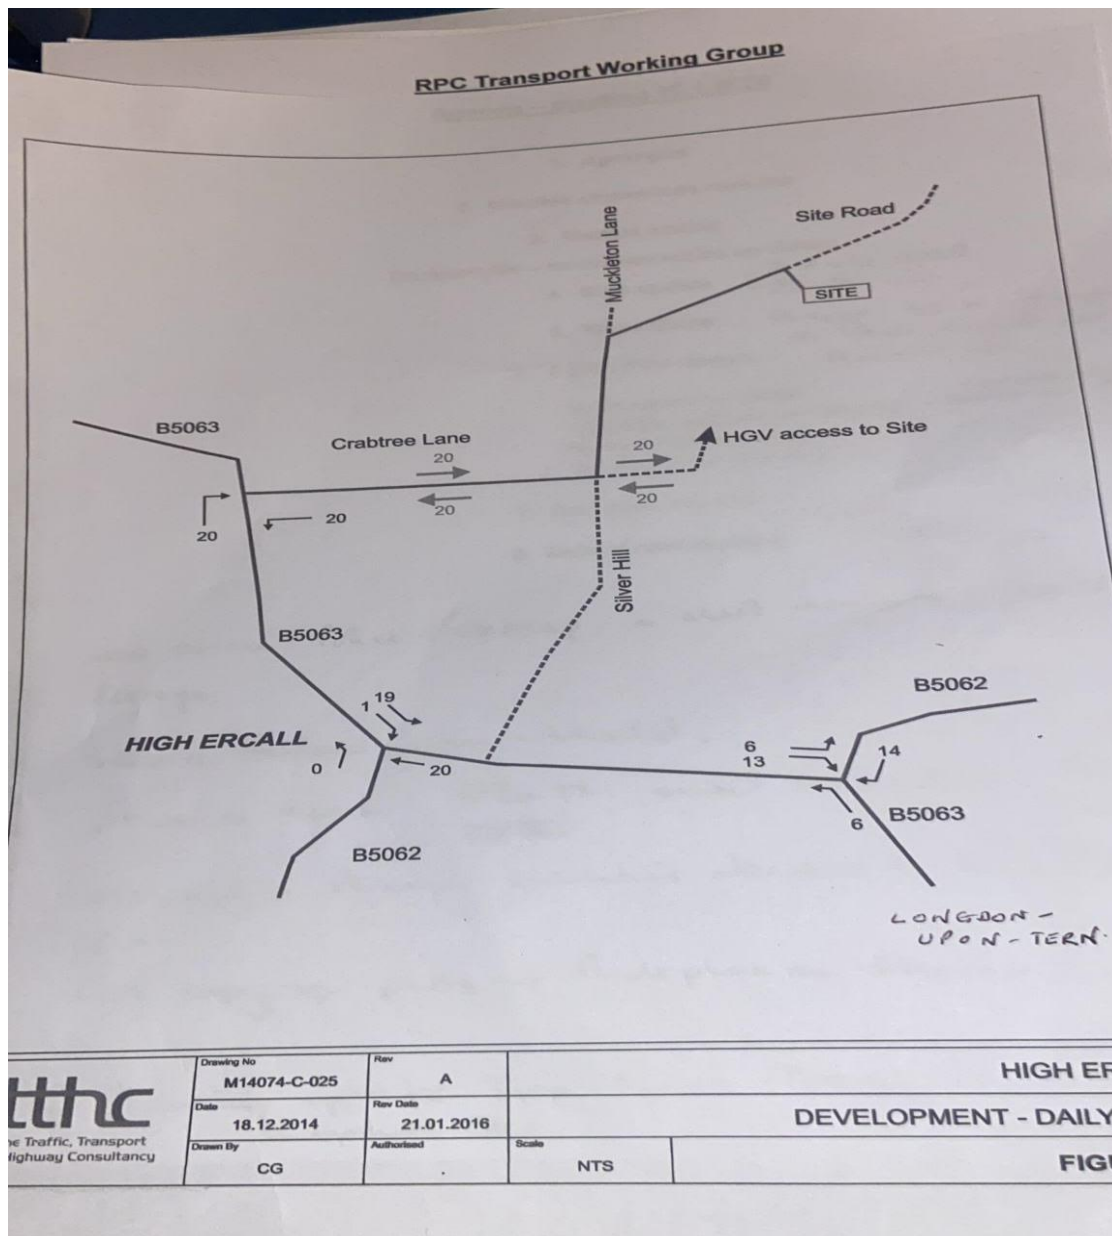 RPC Transport Working Group
Muckleton Lane
Site Road
SITE
B5063
Crabtree Lane
20
20
20
HGV access to Site
20
20
20
Silver Hill
B5063
1 19
HIGH ERCALL
0
20
B5062
B5062
6
13
14
6
B5063
LONGDON -
UPON - TERN.
tthc
Traffic, Transport
Highway Consultancy
Drawing No
M14074-C-025
Rev
A
Date
18.12.2014
Rev Date
21.01.2016
Drawn By
CG
Authorised
.
Scale
NTS
HIGH ER
DEVELOPMENT - DAILY
FIGU